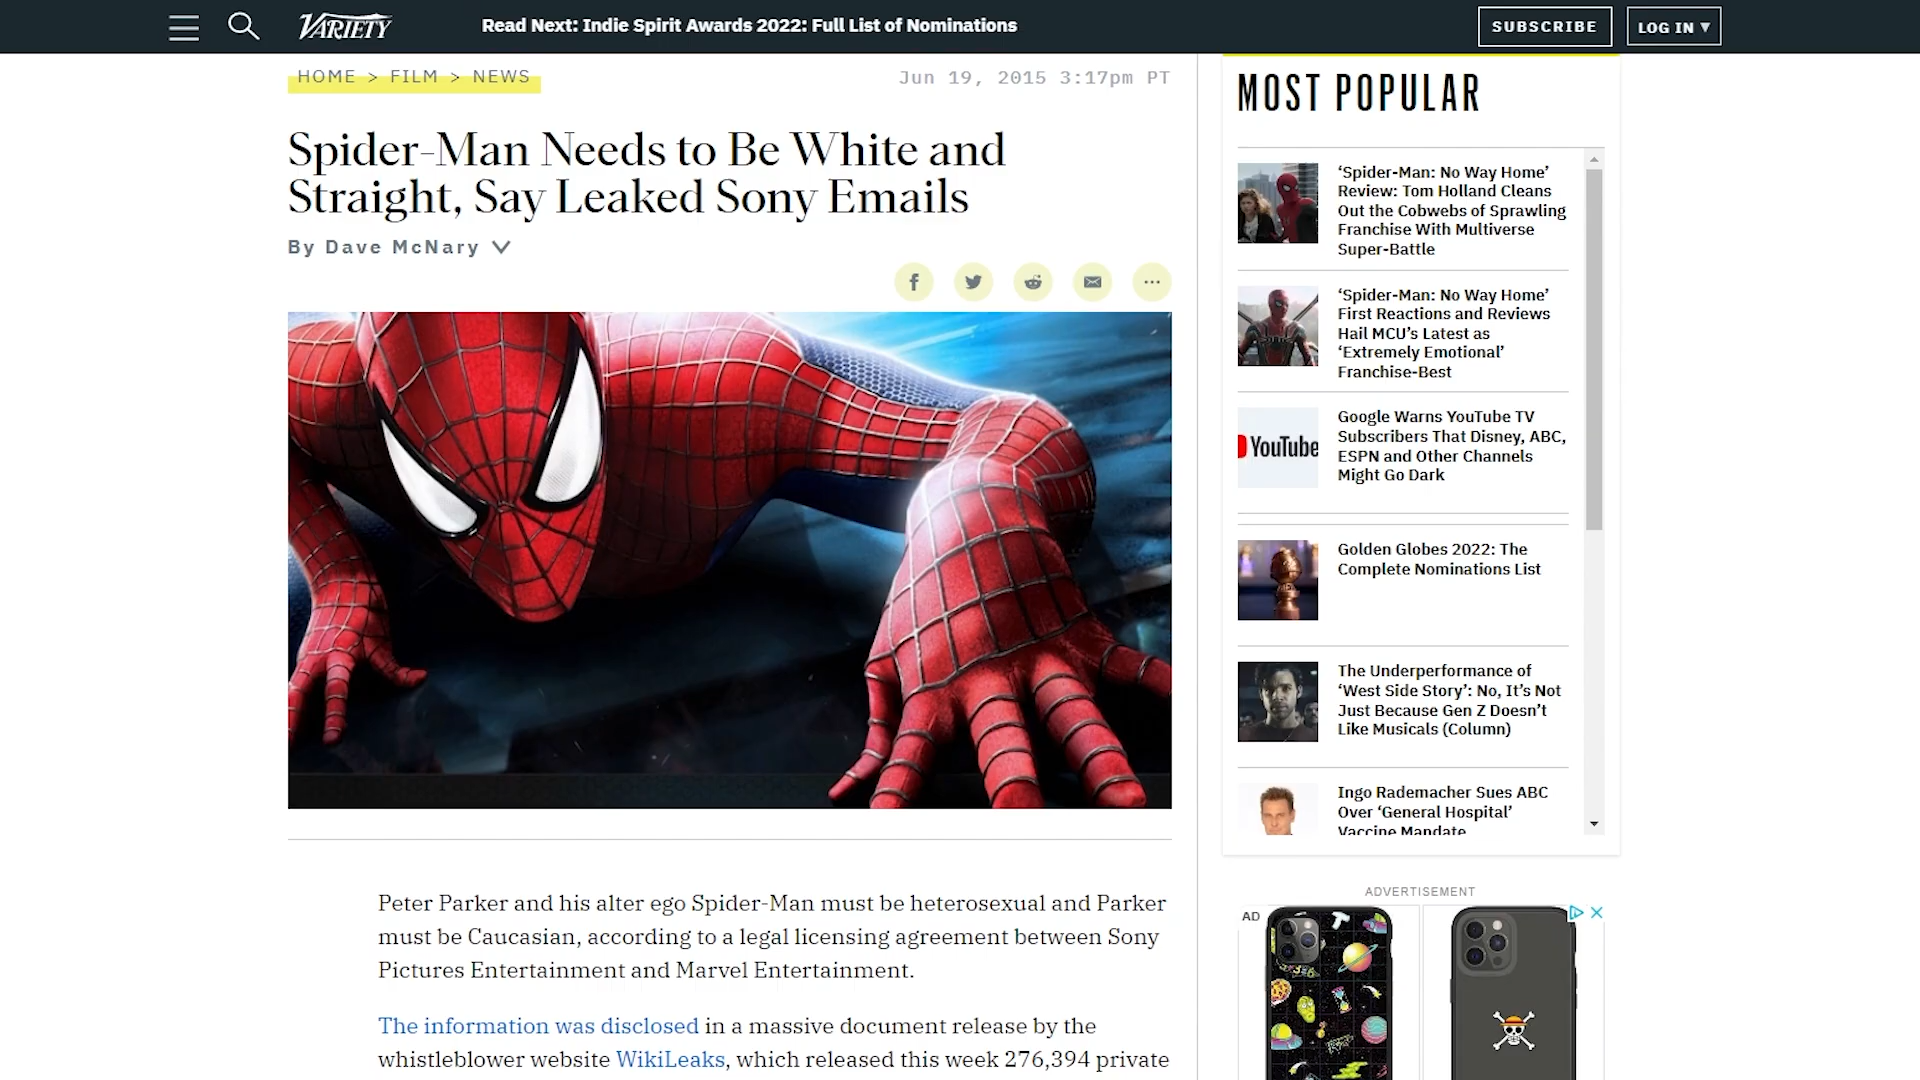 VARIETY
Read Next: Indie Spirit Awards 2022: Full List of Nominations
SUBSCRIBE
LOG IN ▼
HOME > FILM > NEWS
Jun 19, 2015 3:17pm PT
Spider-Man Needs to Be White and
Straight, Say Leaked Sony Emails
By Dave McNary
Peter Parker and his alter ego Spider-Man must be heterosexual and Parker
must be Caucasian, according to a legal licensing agreement between Sony
Pictures Entertainment and Marvel Entertainment.
The information was disclosed in a massive document release by the
whistleblower website WikiLeaks, which released this week 276,394 private
MOST POPULAR
‘Spider-Man: No Way Home’
Review: Tom Holland Cleans
Out the Cobwebs of Sprawling
Franchise With Multiverse
Super-Battle
‘Spider-Man: No Way Home’
First Reactions and Reviews
Hail MCU’s Latest as
‘Extremely Emotional’
Franchise-Best
YouTube
Google Warns YouTube TV
Subscribers That Disney, ABC,
ESPN and Other Channels
Might Go Dark
Golden Globes 2022: The
Complete Nominations List
The Underperformance of
‘West Side Story’: No, It’s Not
Just Because Gen Z Doesn’t
Like Musicals (Column)
Ingo Rademacher Sues ABC
Over ‘General Hospital’
Vaccine Mandate
ADVERTISEMENT
AD